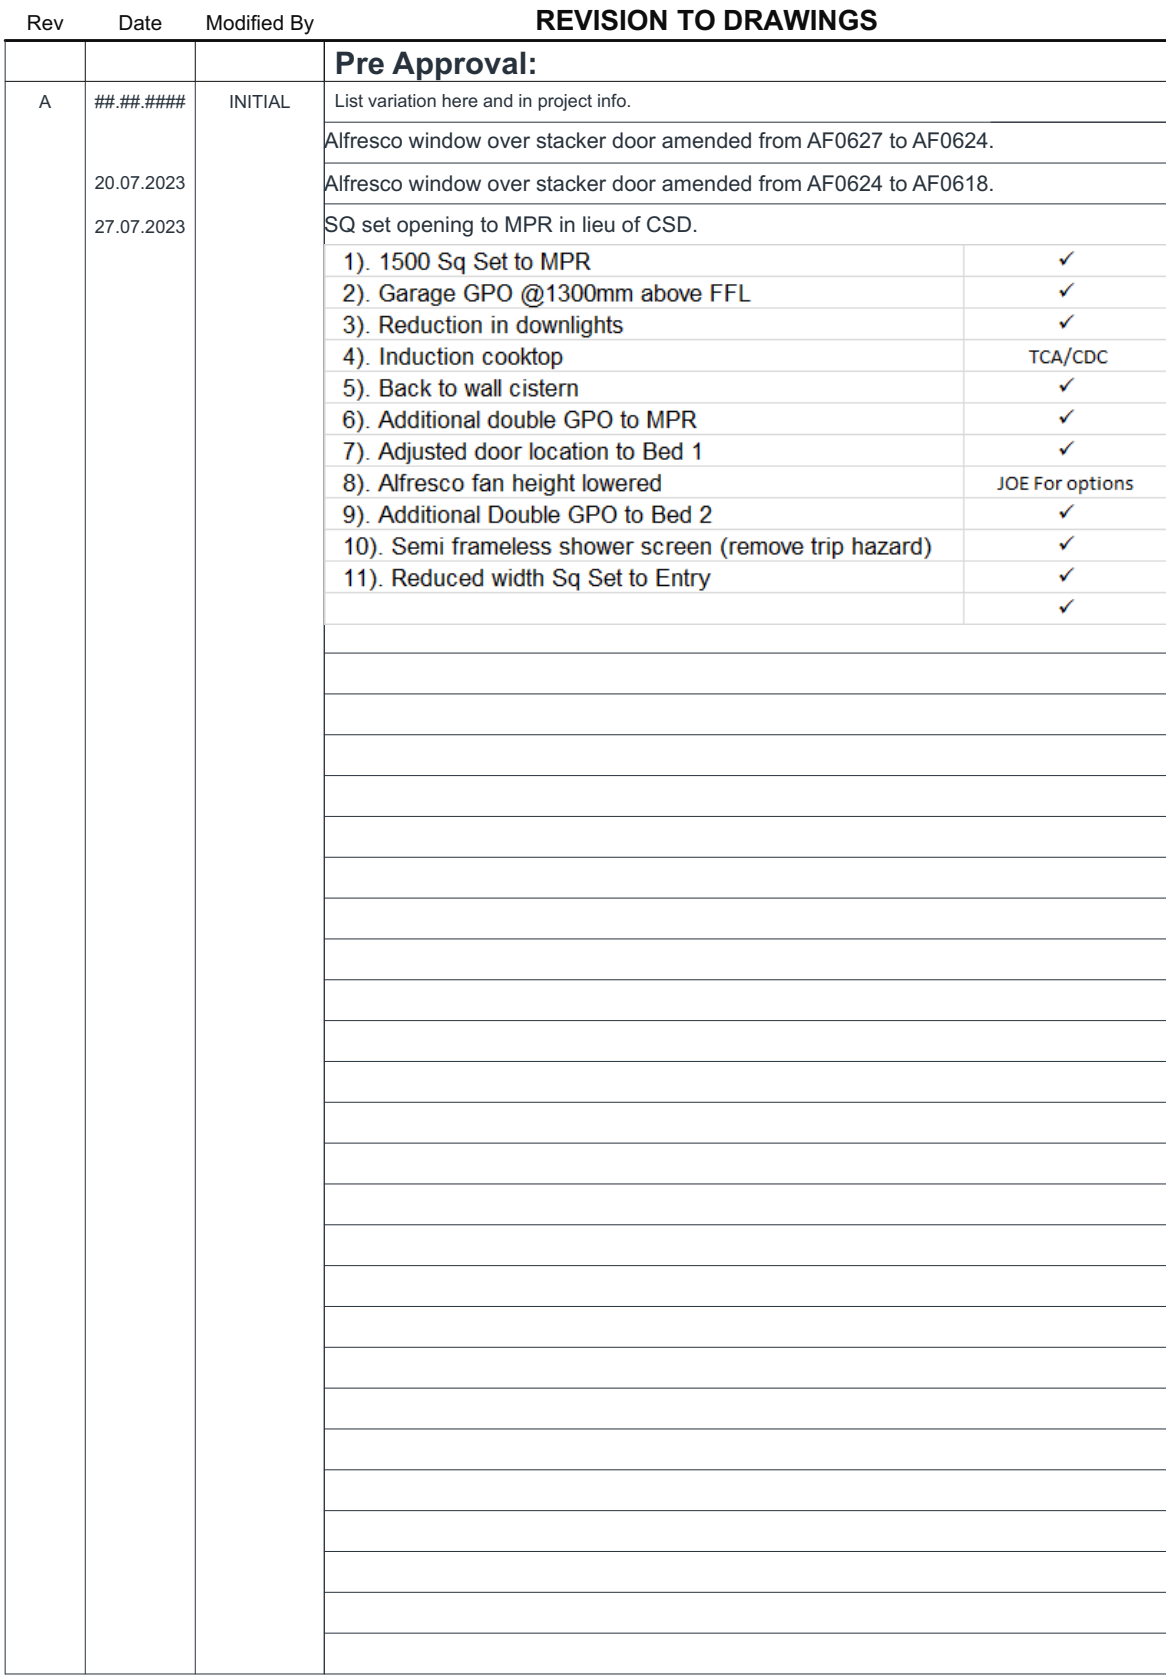 Rev Date Modified By REVISION TO DRAWINGS
Pre Approval:
A ##.##.#### INITIAL List variation here and in project info.
Alfresco window over stacker door amended from AF0627 to AF0624.
20.07.2023 Alfresco window over stacker door amended from AF0624 to AF0618.
27.07.2023 SQ set opening to MPR in lieu of CSD.
1). 1500 Sq Set to MPR ✓
2). Garage GPO @1300mm above FFL ✓
3). Reduction in downlights ✓
4). Induction cooktop TCA/CDC
5). Back to wall cistern ✓
6). Additional double GPO to MPR ✓
7). Adjusted door location to Bed 1 ✓
8). Alfresco fan height lowered JOE For options
9). Additional Double GPO to Bed 2 ✓
10). Semi frameless shower screen (remove trip hazard) ✓
11). Reduced width Sq Set to Entry ✓
✓